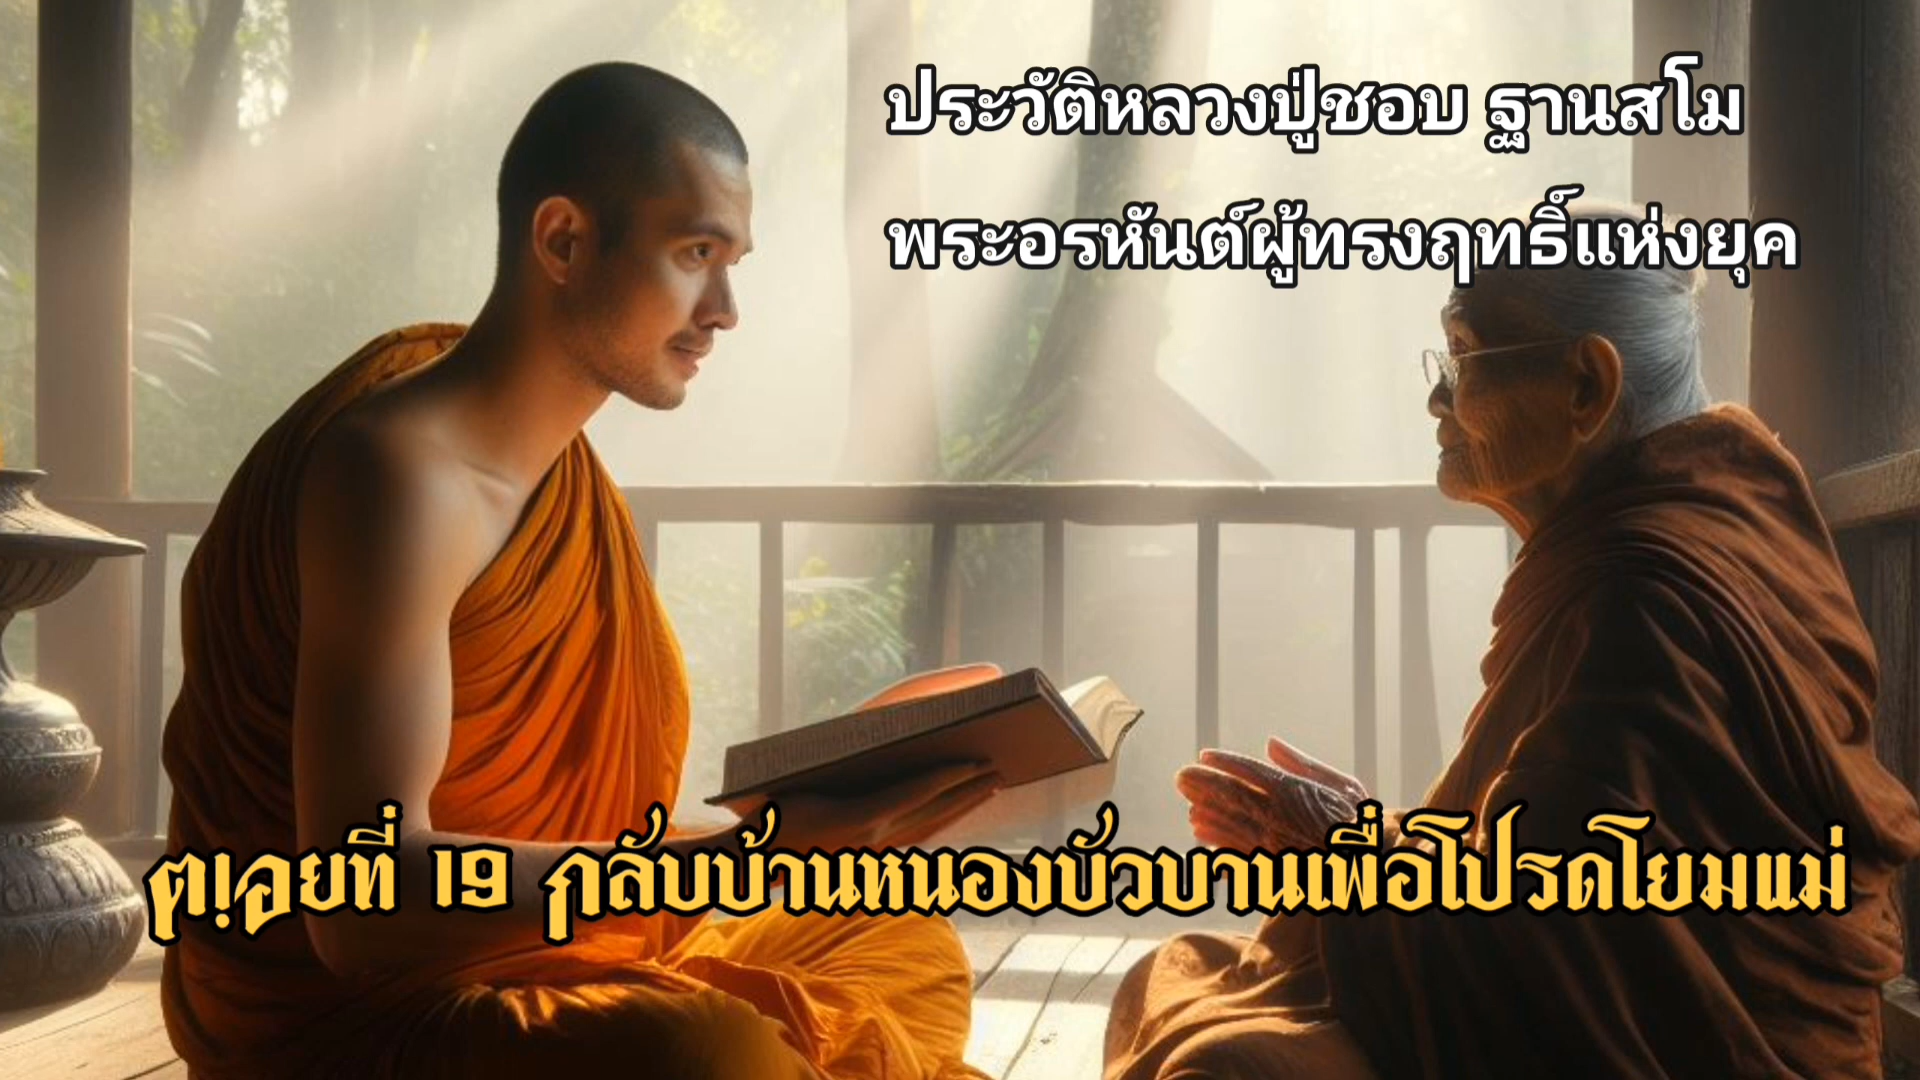 ประวัติหลวงปู่ชอบ ฐานสโม
พระอรหันต์ผู้ทรงฤทธิ์แห่งยุค
ตอนที่ 19 กลับบ้านหนองบัวบานเพื่อโปรดโยมแม่